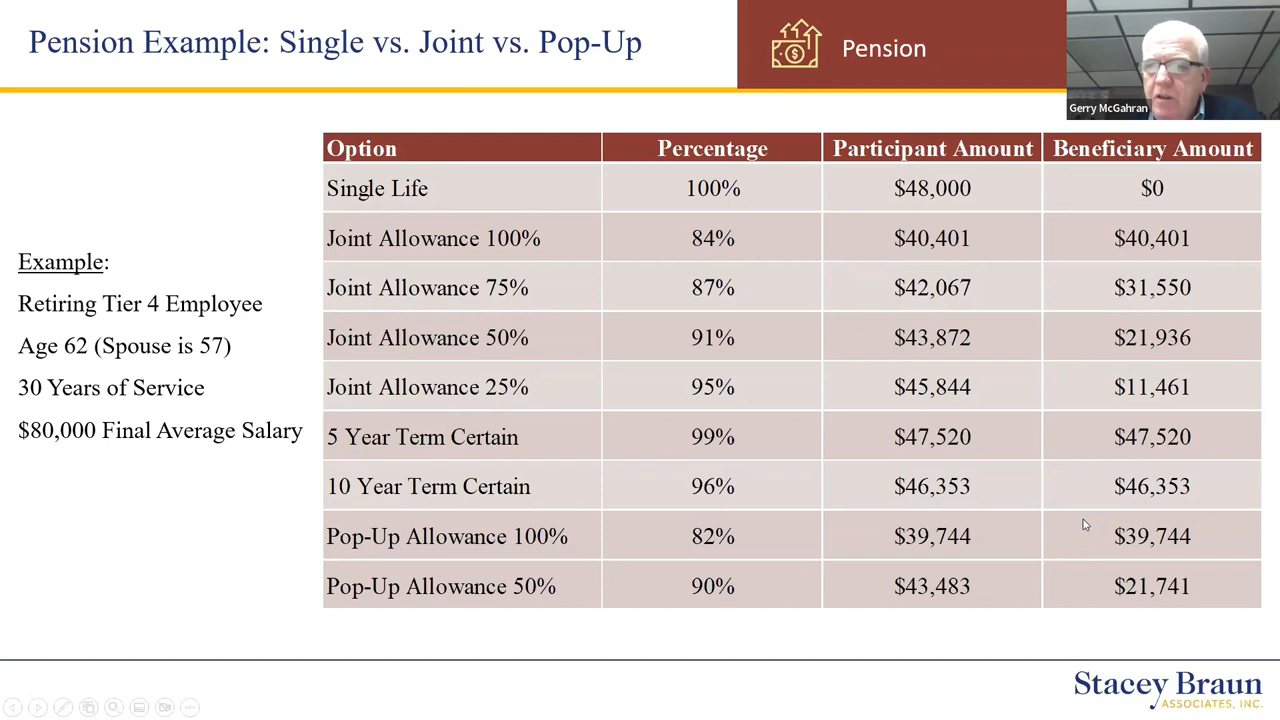 Pension Example: Single vs. Joint vs. Pop-Up
Pension
Gerry McGahran
Example:
Retiring Tier 4 Employee
Age 62 (Spouse is 57)
30 Years of Service
$80,000 Final Average Salary
Option Percentage Participant Amount Beneficiary Amount
Single Life 100% $48,000 $0
Joint Allowance 100% 84% $40,401 $40,401
Joint Allowance 75% 87% $42,067 $31,550
Joint Allowance 50% 91% $43,872 $21,936
Joint Allowance 25% 95% $45,844 $11,461
5 Year Term Certain 99% $47,520 $47,520
10 Year Term Certain 96% $46,353 $46,353
Pop-Up Allowance 100% 82% $39,744 $39,744
Pop-Up Allowance 50% 90% $43,483 $21,741
Stacey Braun
ASSOCIATES, INC.